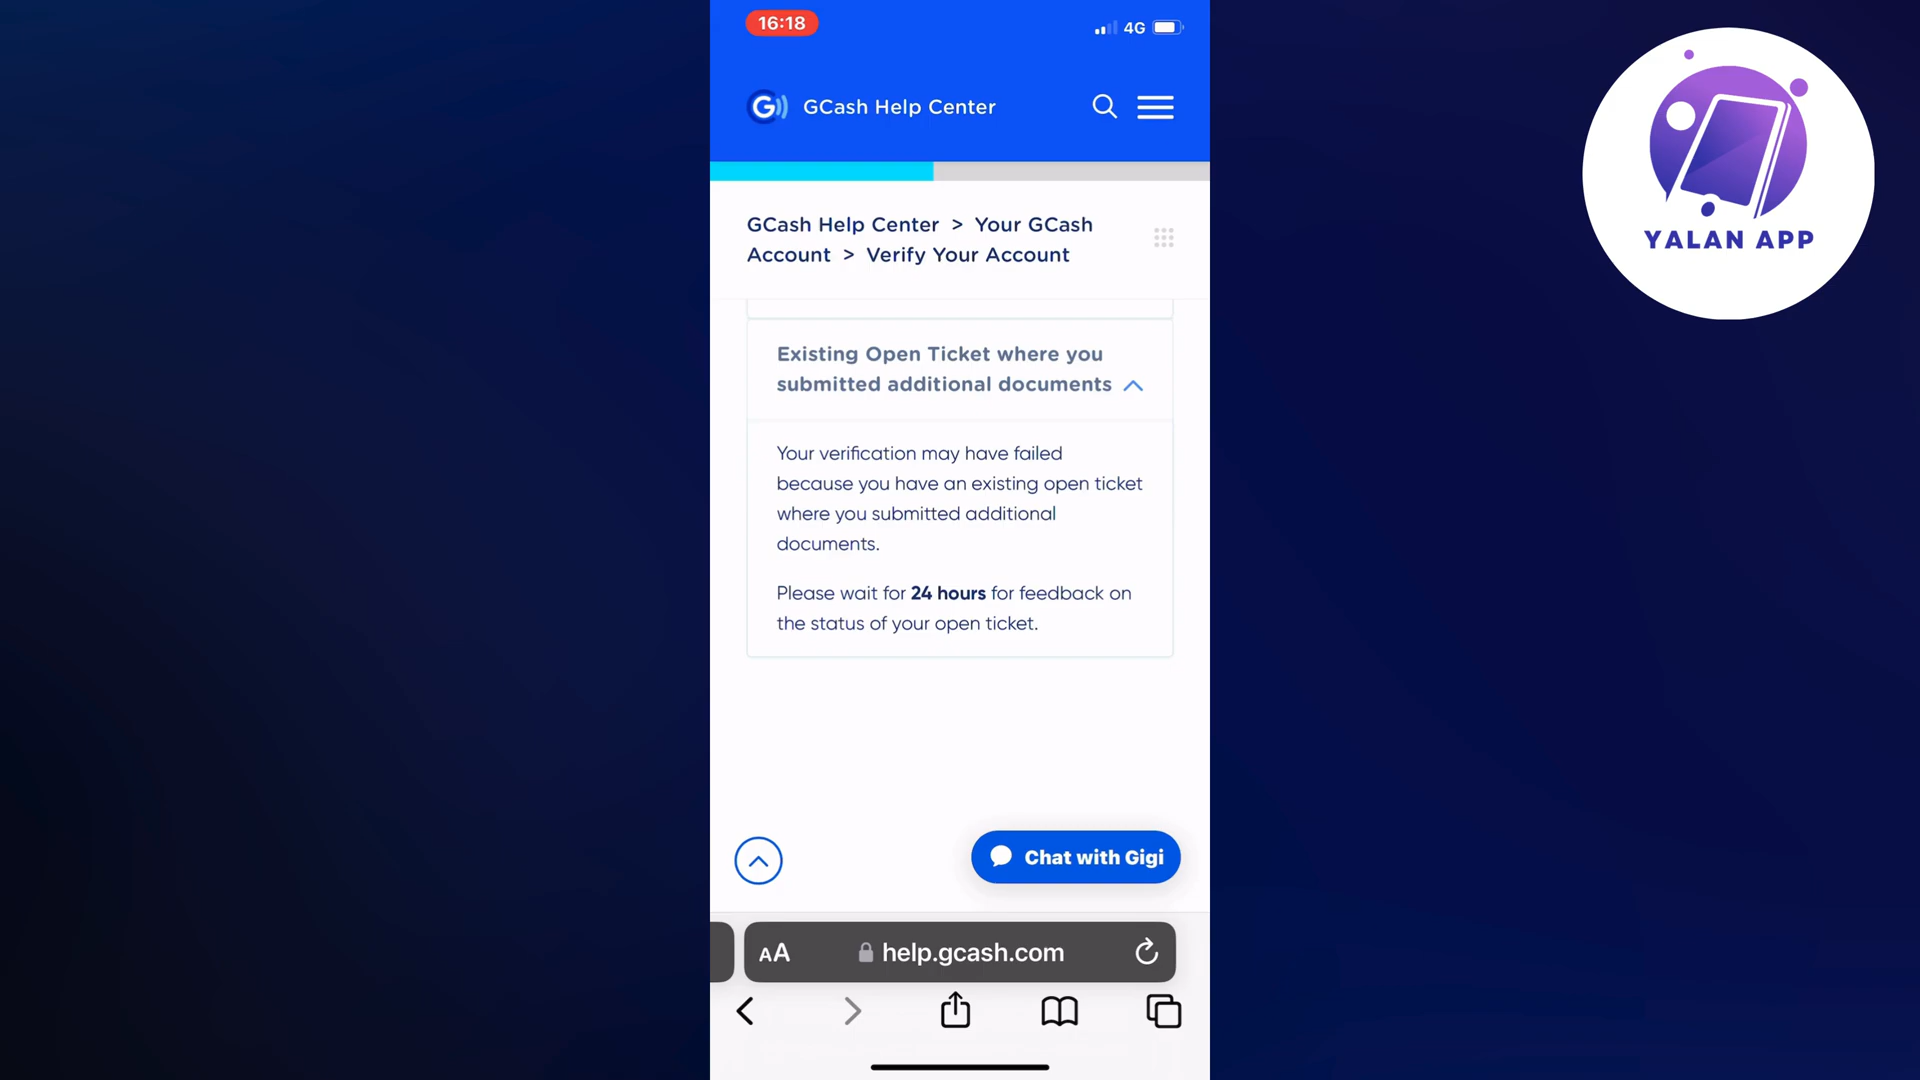 16:18
4G
GCash Help Center
YALAN APP
GCash Help Center > Your GCash
Account > Verify Your Account
Existing Open Ticket where you
submitted additional documents
Your verification may have failed
because you have an existing open ticket
where you submitted additional
documents.
Please wait for 24 hours for feedback on
the status of your open ticket.
Chat with Gigi
AA
help.gcash.com